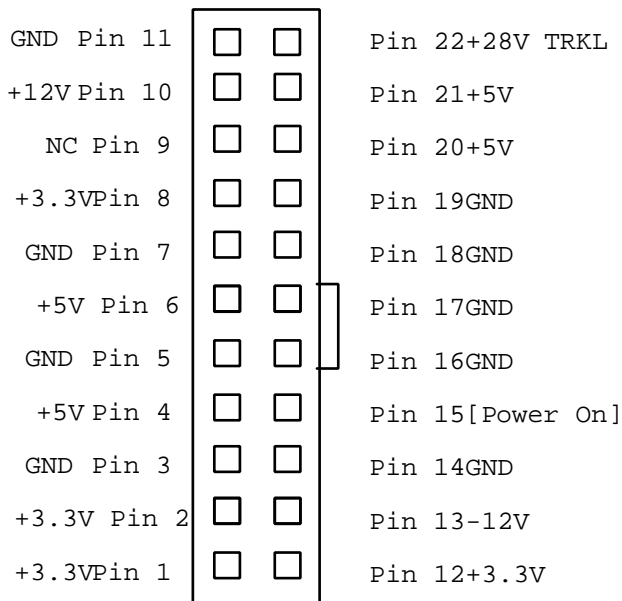 GND Pin 11 Pin 22+28V TRKL
+12V Pin 10 Pin 21+5V
NC Pin 9 Pin 20+5V
+3.3VPin 8 Pin 19GND
GND Pin 7 Pin 18GND
+5V Pin 6 Pin 17GND
GND Pin 5 Pin 16GND
+5V Pin 4 Pin 15[Power On]
GND Pin 3 Pin 14GND
+3.3V Pin 2 Pin 13-12V
+3.3VPin 1 Pin 12+3.3V